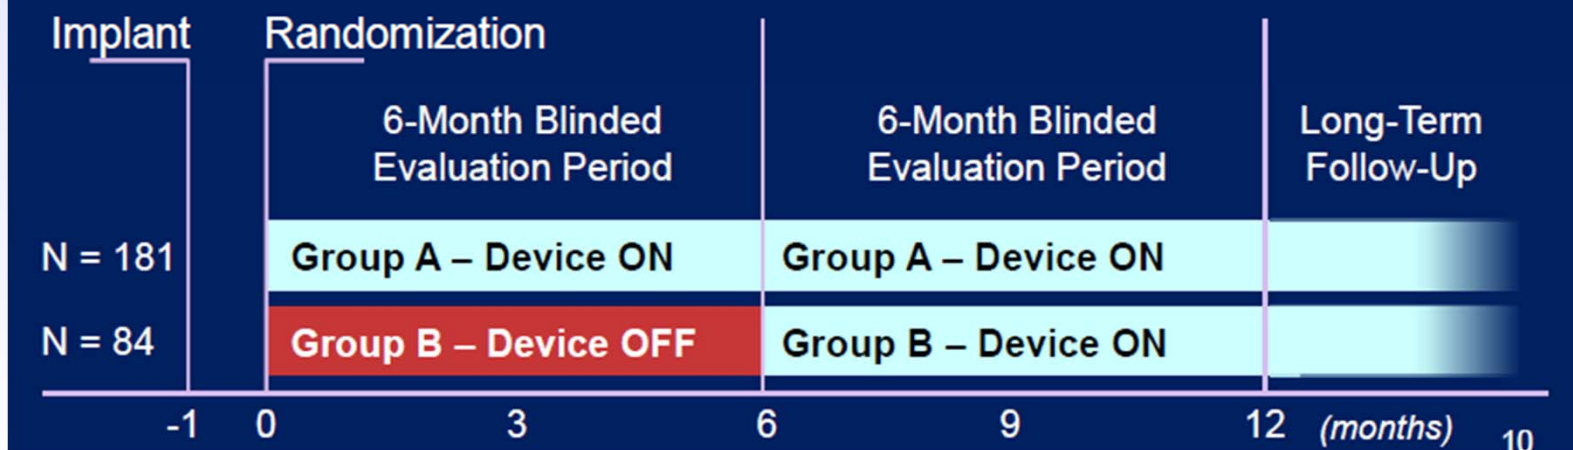 Implant
Randomization
6-Month Blinded
Evaluation Period
6-Month Blinded
Evaluation Period
Long-Term
Follow-Up
N = 181
Group A – Device ON
Group A – Device ON
N = 84
Group B – Device OFF
Group B – Device ON
-1 0 3 6 9 12 (months)
10